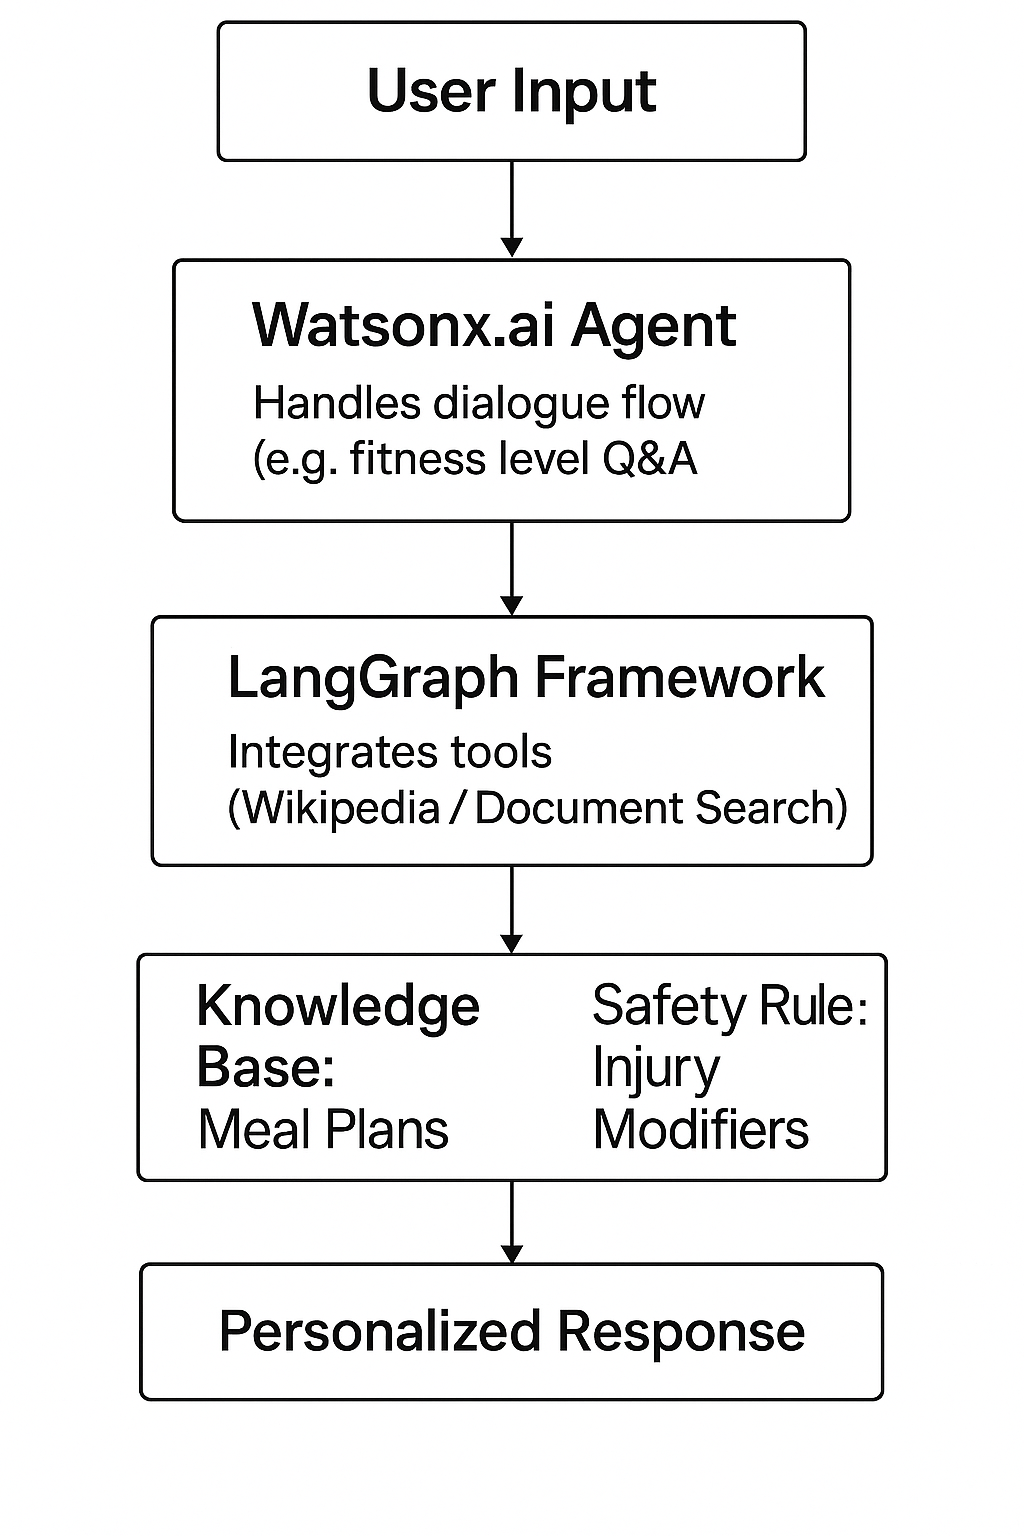 User Input
Watsonx.ai Agent
Handles dialogue flow
(e.g. fitness level Q&A
LangGraph Framework
Integrates tools
(Wikipedia / Document Search)
Knowledge
Base:
Meal Plans
Safety Rule:
Injury
Modifiers
Personalized Response